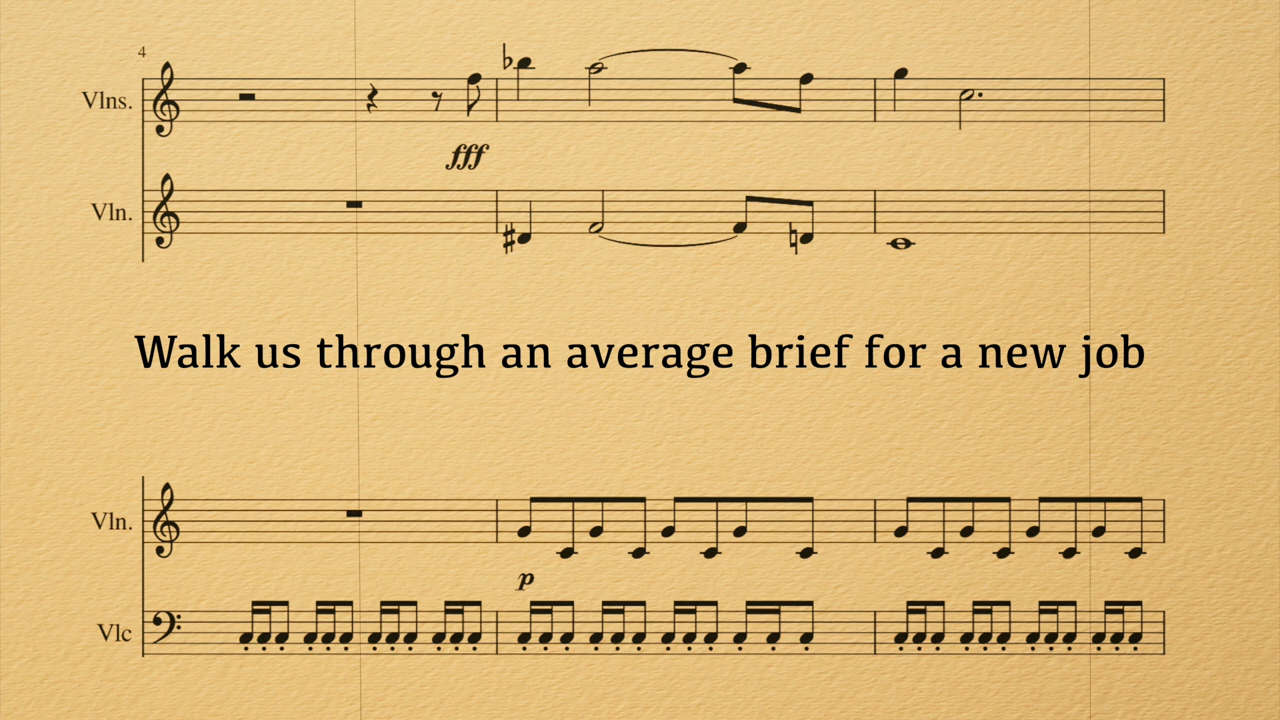 4
Vlns.
fff
Vln.
Walk us through an average brief for a new job
Vln.
p
Vlc